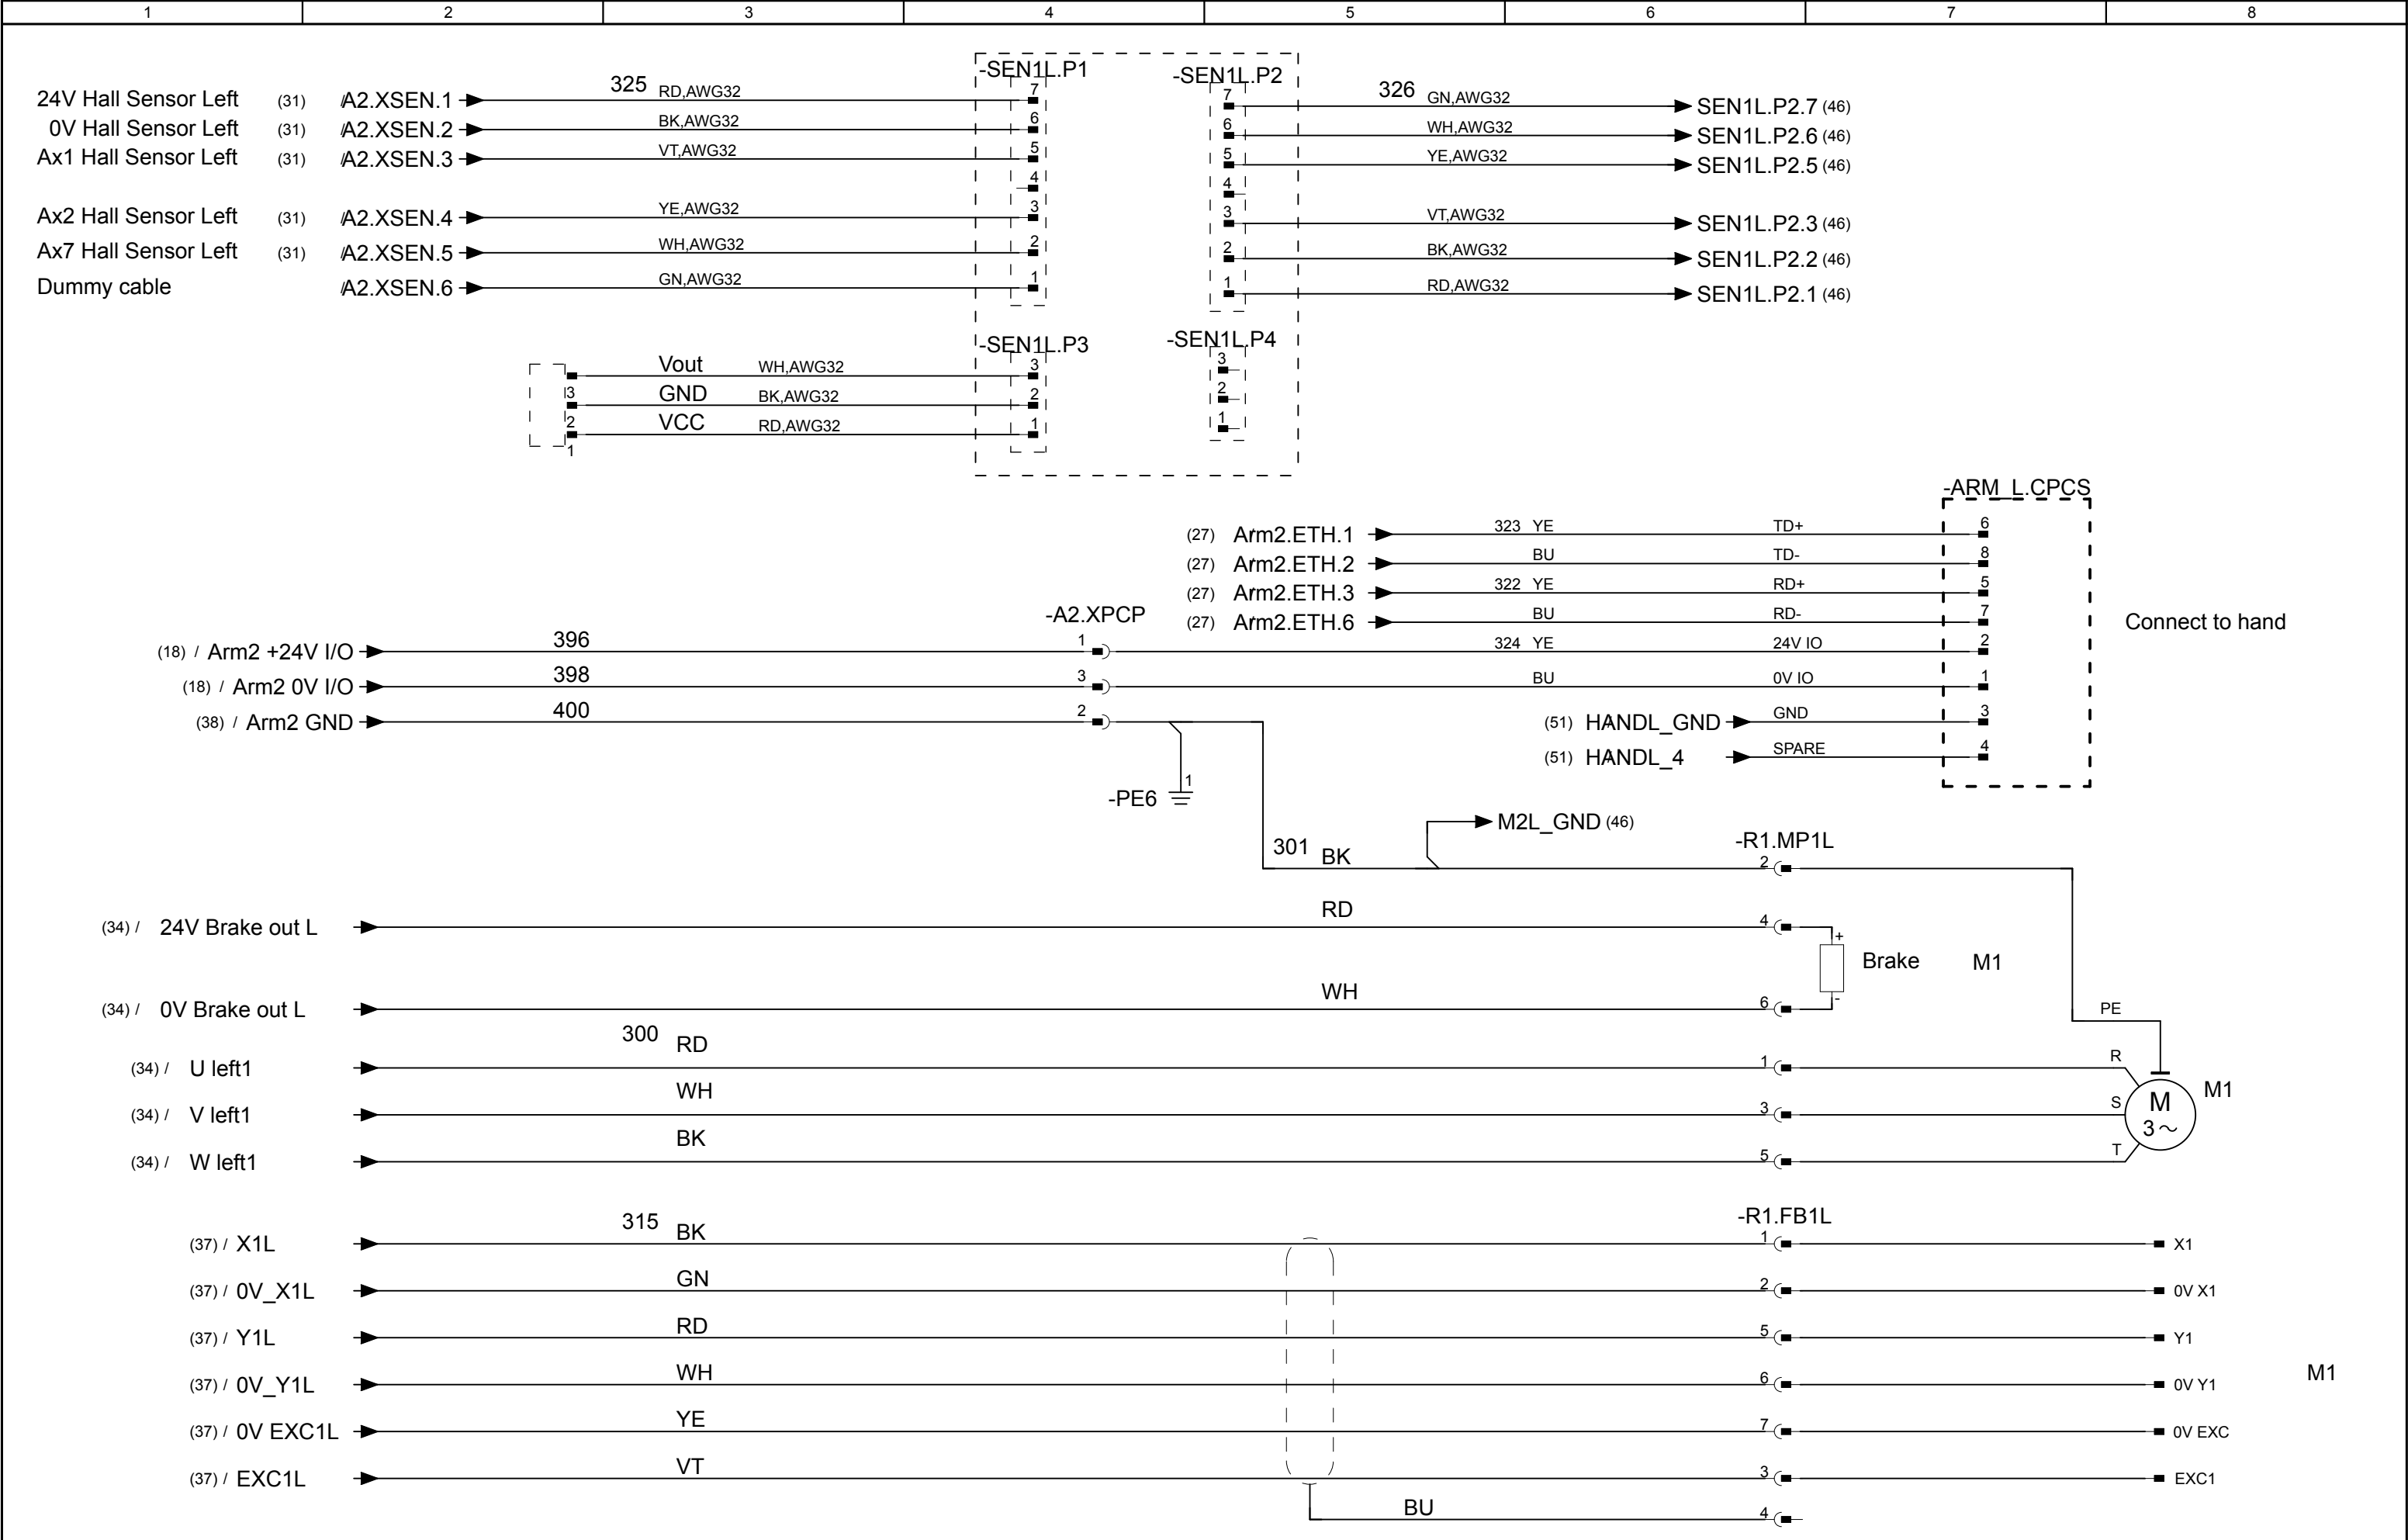 1 2 3 4 5 6 7 8
-SEN1L.P1 -SEN1L.P2
24V Hall Sensor Left (31) /A2.XSEN.1 325 RD,AWG32 7 7 326 GN,AWG32 SEN1L.P2.7 (46)
0V Hall Sensor Left (31) /A2.XSEN.2 BK,AWG32 6 6 WH,AWG32 SEN1L.P2.6 (46)
Ax1 Hall Sensor Left (31) /A2.XSEN.3 VT,AWG32 5 5 YE,AWG32 SEN1L.P2.5 (46)
4 4
Ax2 Hall Sensor Left (31) /A2.XSEN.4 YE,AWG32 3 3 VT,AWG32 SEN1L.P2.3 (46)
Ax7 Hall Sensor Left (31) /A2.XSEN.5 WH,AWG32 2 2 BK,AWG32 SEN1L.P2.2 (46)
Dummy cable /A2.XSEN.6 GN,AWG32 1 1 RD,AWG32 SEN1L.P2.1 (46)
-SEN1L.P3 -SEN1L.P4
Vout WH,AWG32 3 3
3 GND BK,AWG32 2 2
2 VCC RD,AWG32 1 1
1
-ARM_L.CPCS
(27) Arm2.ETH.1 323 YE TD+ 6
(27) Arm2.ETH.2 BU TD- 8
(27) Arm2.ETH.3 322 YE RD+ 5
-A2.XPCP (27) Arm2.ETH.6 BU RD- 7 Connect to hand
(18) / Arm2 +24V I/O 396 1 324 YE 24V IO 2
(18) / Arm2 0V I/O 398 3 BU 0V IO 1
(38) / Arm2 GND 400 2 (51) HANDL_GND GND 3
(51) HANDL_4 SPARE 4
-PE6 1
M2L_GND (46)
301 BK -R1.MP1L 2
(34) / 24V Brake out L RD 4 +
Brake M1
(34) / 0V Brake out L WH 6 -
PE
300 RD
(34) / U left1 1 R
M1
WH
(34) / V left1 3 S M 3~
BK
(34) / W left1 5 T
315 BK -R1.FB1L
(37) / X1L 1 X1
GN
(37) / 0V_X1L 2 0V X1
RD
(37) / Y1L 5 Y1
WH M1
(37) / 0V_Y1L 6 0V Y1
YE
(37) / 0V EXC1L 7 0V EXC
VT
(37) / EXC1L 3 EXC1
BU 4